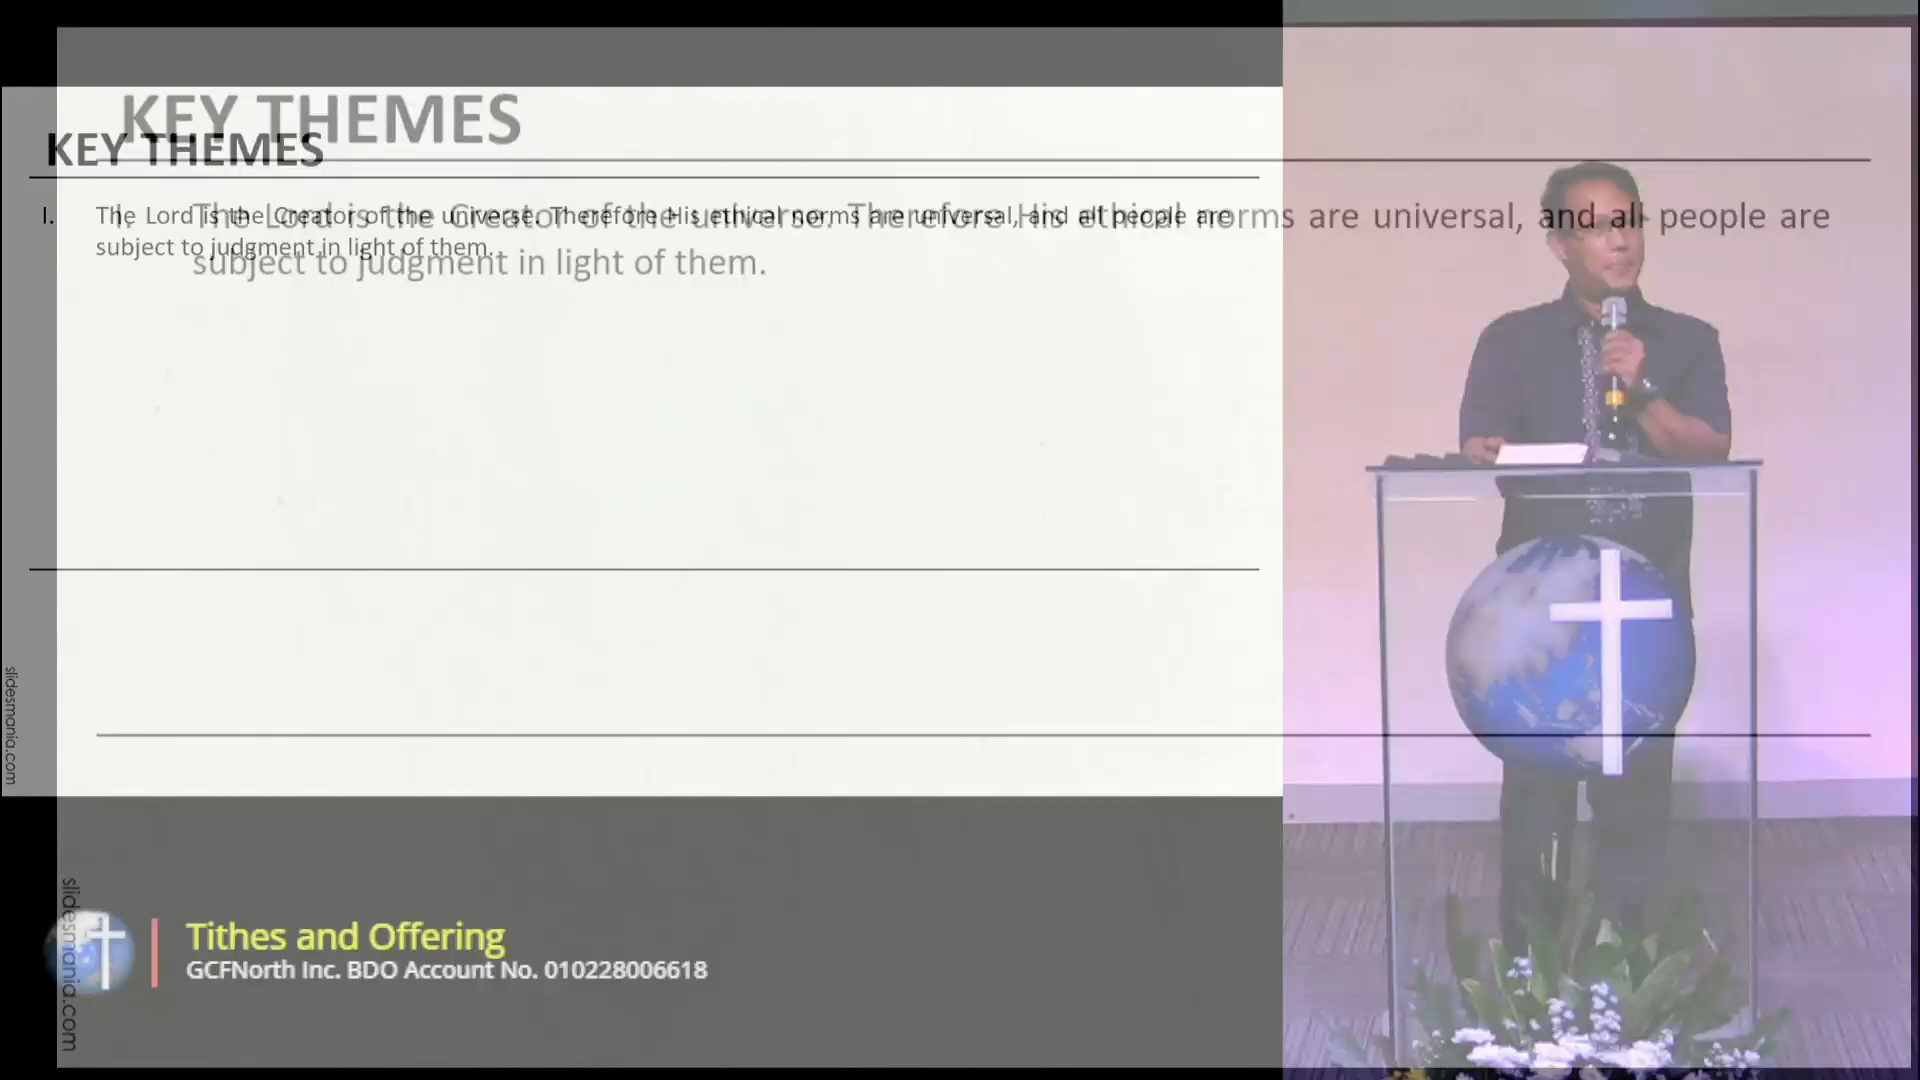 KEY THEMES
KEY THEMES
I. The Lord is the Creator of the universe. Therefore His ethical norms are universal, and all people are
subject to judgment in light of them.
I. The Lord is the Creator of the universe. Therefore His ethical norms are universal, and all people are
subject to judgment in light of them.
slidesmania.com
slidesmania.com
Tithes and Offering
GCFNorth Inc. BDO Account No. 010228006618